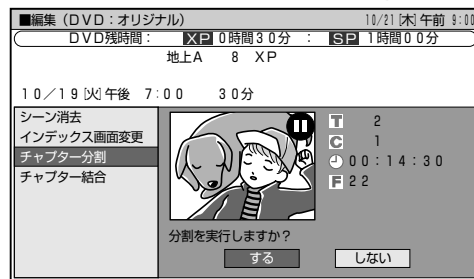 ■編集(DVD:オリジナル) 10/21[木]午前 9:00
DVD残時間: XP 0時間30分 : SP 1時間00分
地上A 8 XP
10/19[火]午後 7:00 30分
シーン消去
インデックス画面変更
チャプター分割
チャプター結合
T 2
C 1
00:14:30
F 22
分割を実行しますか?
する しない